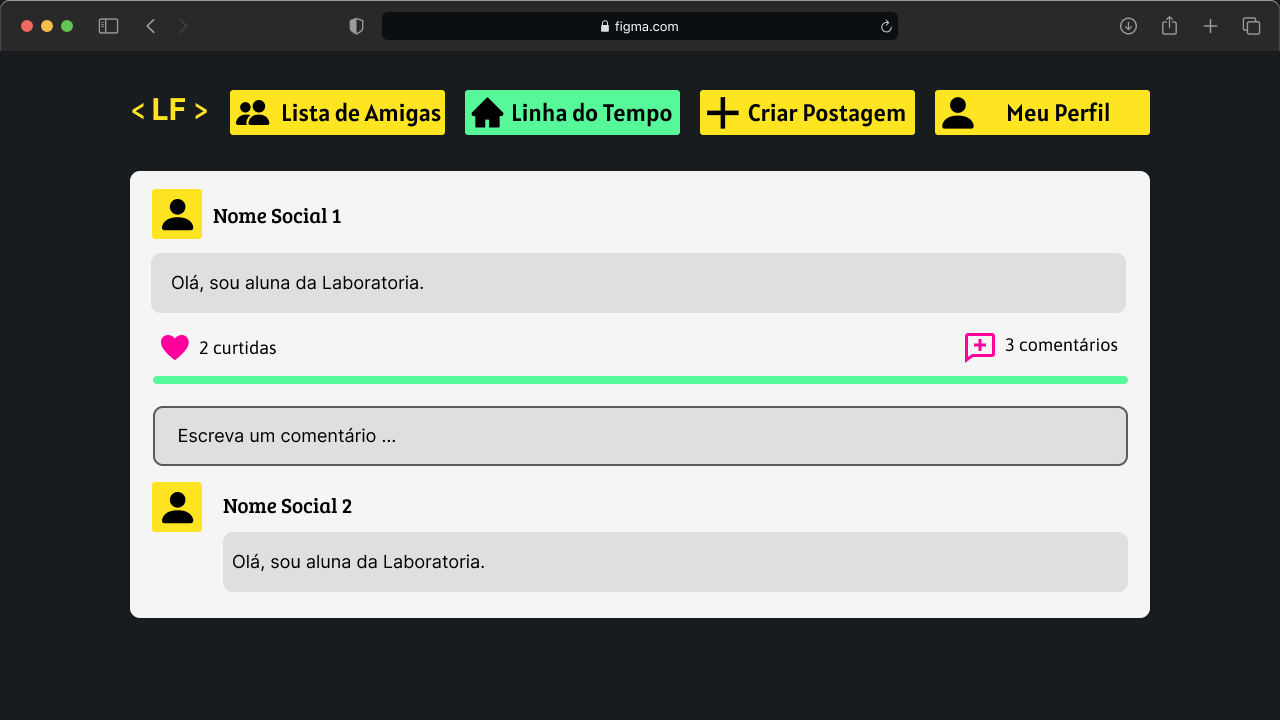 figma.com
< LF >
Lista de Amigas
Linha do Tempo
Criar Postagem
Meu Perfil
Nome Social 1
Olá, sou aluna da Laboratoria.
2 curtidas
3 comentários
Escreva um comentário ...
Nome Social 2
Olá, sou aluna da Laboratoria.